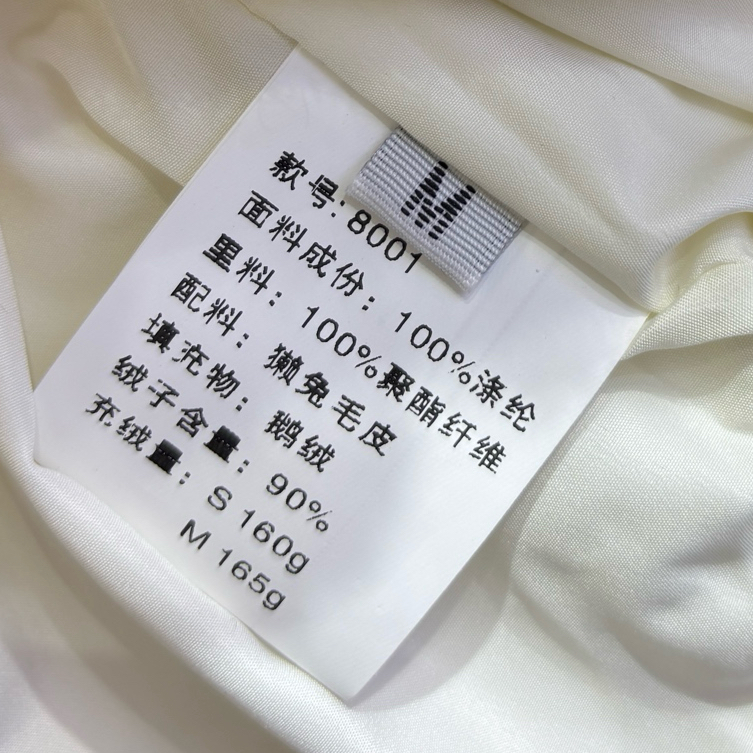 M
款号:8001
面料成份：100%涤纶
里料：100%聚酯纤维
配料：獭兔毛皮
填充物：鹅绒
绒子含量：90%
充绒量：S 160g
M 165g